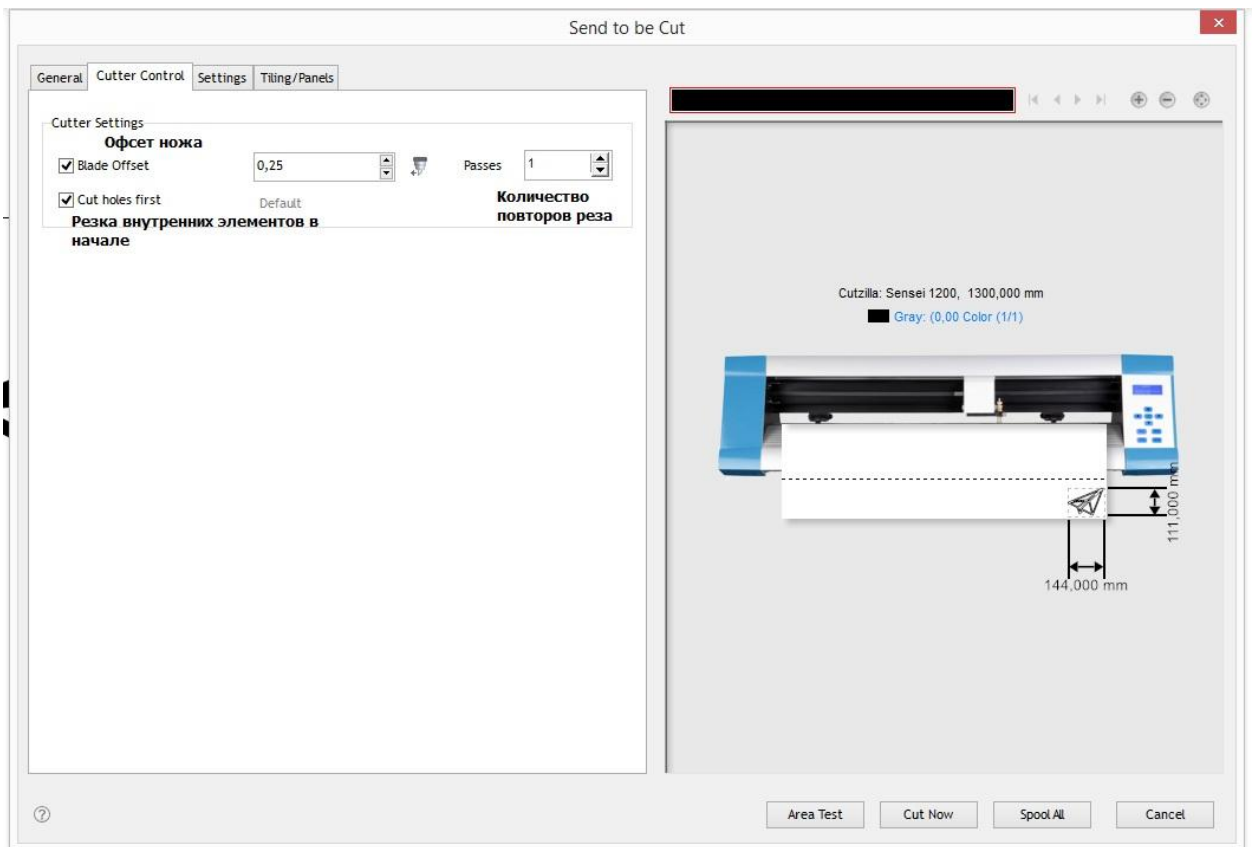 Send to be Cut
General Cutter Control Settings Tiling/Panels
Cutter Settings
Офсет ножа
Blade Offset 0,25 Passes 1
Cut holes first Default
Количество
повторов реза
Резка внутренних элементов в
начале
Cutzilla: Sensei 1200, 1300,000 mm
Gray: (0,00 Color (1/1)
111,000 mm
144,000 mm
Area Test Cut Now Spool All Cancel